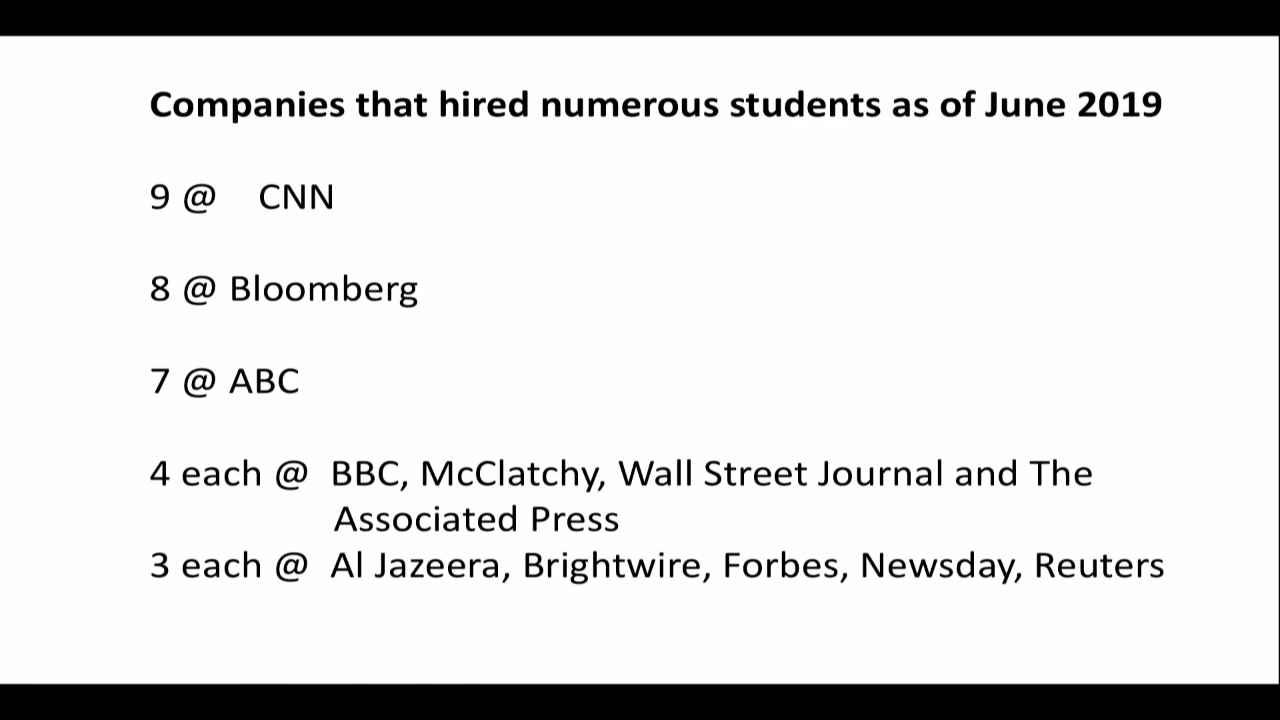 Companies that hired numerous students as of June 2019
9 @ CNN
8 @ Bloomberg
7 @ ABC
4 each @ BBC, McClatchy, Wall Street Journal and The
Associated Press
3 each @ Al Jazeera, Brightwire, Forbes, Newsday, Reuters